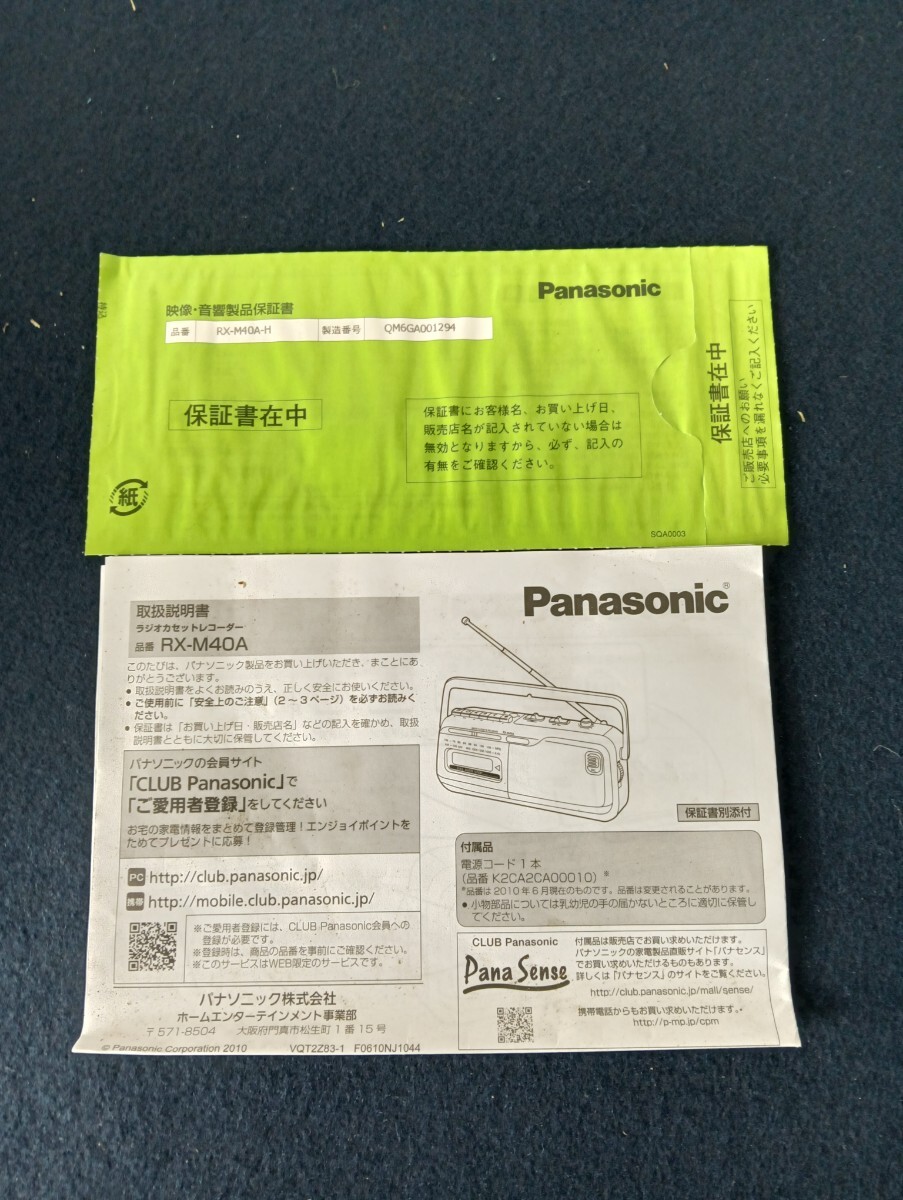 Panasonic
映像・音響製品保証書
品番 RX-M40A-H 製造番号 QM6GA001294
保証書在中
保証書にお客様名、お買い上げ日、
販売店名が記入されていない場合は
無効となりますから、必ず、記入の
有無をご確認ください。
保証書在中
ご販売店へのお願い
必要事項を漏れなくご記入ください
紙
SQA0003
Panasonic®
取扱説明書
ラジオカセットレコーダー
品番 RX-M40A
このたびは、パナソニック製品をお買い上げいただき、まことにあ
りがとうございます。
● 取扱説明書をよくお読みのうえ、正しく安全にお使いください。
● ご使用前に「安全上のご注意」(2～3ページ)を必ずお読みく
ださい。
● 保証書は「お買い上げ日・販売店名」などの記入を確かめ、取扱
説明書とともに大切に保管してください。
パナソニックの会員サイト
「CLUB Panasonic」で
「ご愛用者登録」をしてください
お宅の家電情報をまとめて登録管理！エンジョイポイントを
ためてプレゼントに応募！
PC http://club.panasonic.jp/
携帯 http://mobile.club.panasonic.jp/
※ご愛用者登録には、CLUB Panasonic会員への
登録が必要です。
※登録時は、商品の品番を事前にご確認ください。
※このサービスはWEB限定のサービスです。
パナソニック株式会社
ホームエンターテインメント事業部
〒571-8504 大阪府門真市松生町1番15号
© Panasonic Corporation 2010 VQT2Z83-1 F0610NJ1044
保証書別添付
付属品
電源コード1本
(品番 K2CA2CA00010)※
※品番は2010年6月現在のものです。品番は変更されることがあります。
● 小物部品については乳幼児の手の届かないところに適切に保管し
てください。
CLUB Panasonic
Pana Sense
付属品は販売店でお買い求めいただけます。
パナソニックの家電製品直販サイト「パナセンス」
でお買い求めいただけるものもあります。
詳しくは「パナセンス」のサイトをご覧ください。
http://club.panasonic.jp/mall/sense/
携帯電話からもお買い求めいただけます。
http://p-mp.jp/cpm